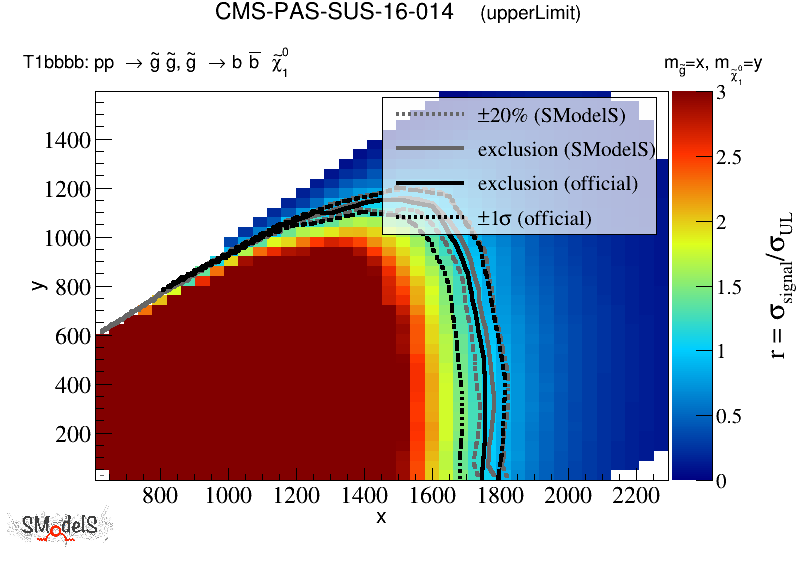 CMS-PAS-SUS-16-014 (upperLimit)
T1bbbb: pp → g̃ g̃, g̃ → b b̅ χ̃₁⁰
m_g̃=x, m_χ̃₁⁰=y
±20% (SModelS)
exclusion (SModelS)
exclusion (official)
±1σ (official)
1400
1200
1000
800
600
400
200
y
800 1000 1200 1400 1600 1800 2000 2200
x
3
2.5
2
1.5
1
0.5
0
r = σ_signal/σ_UL
SModelS